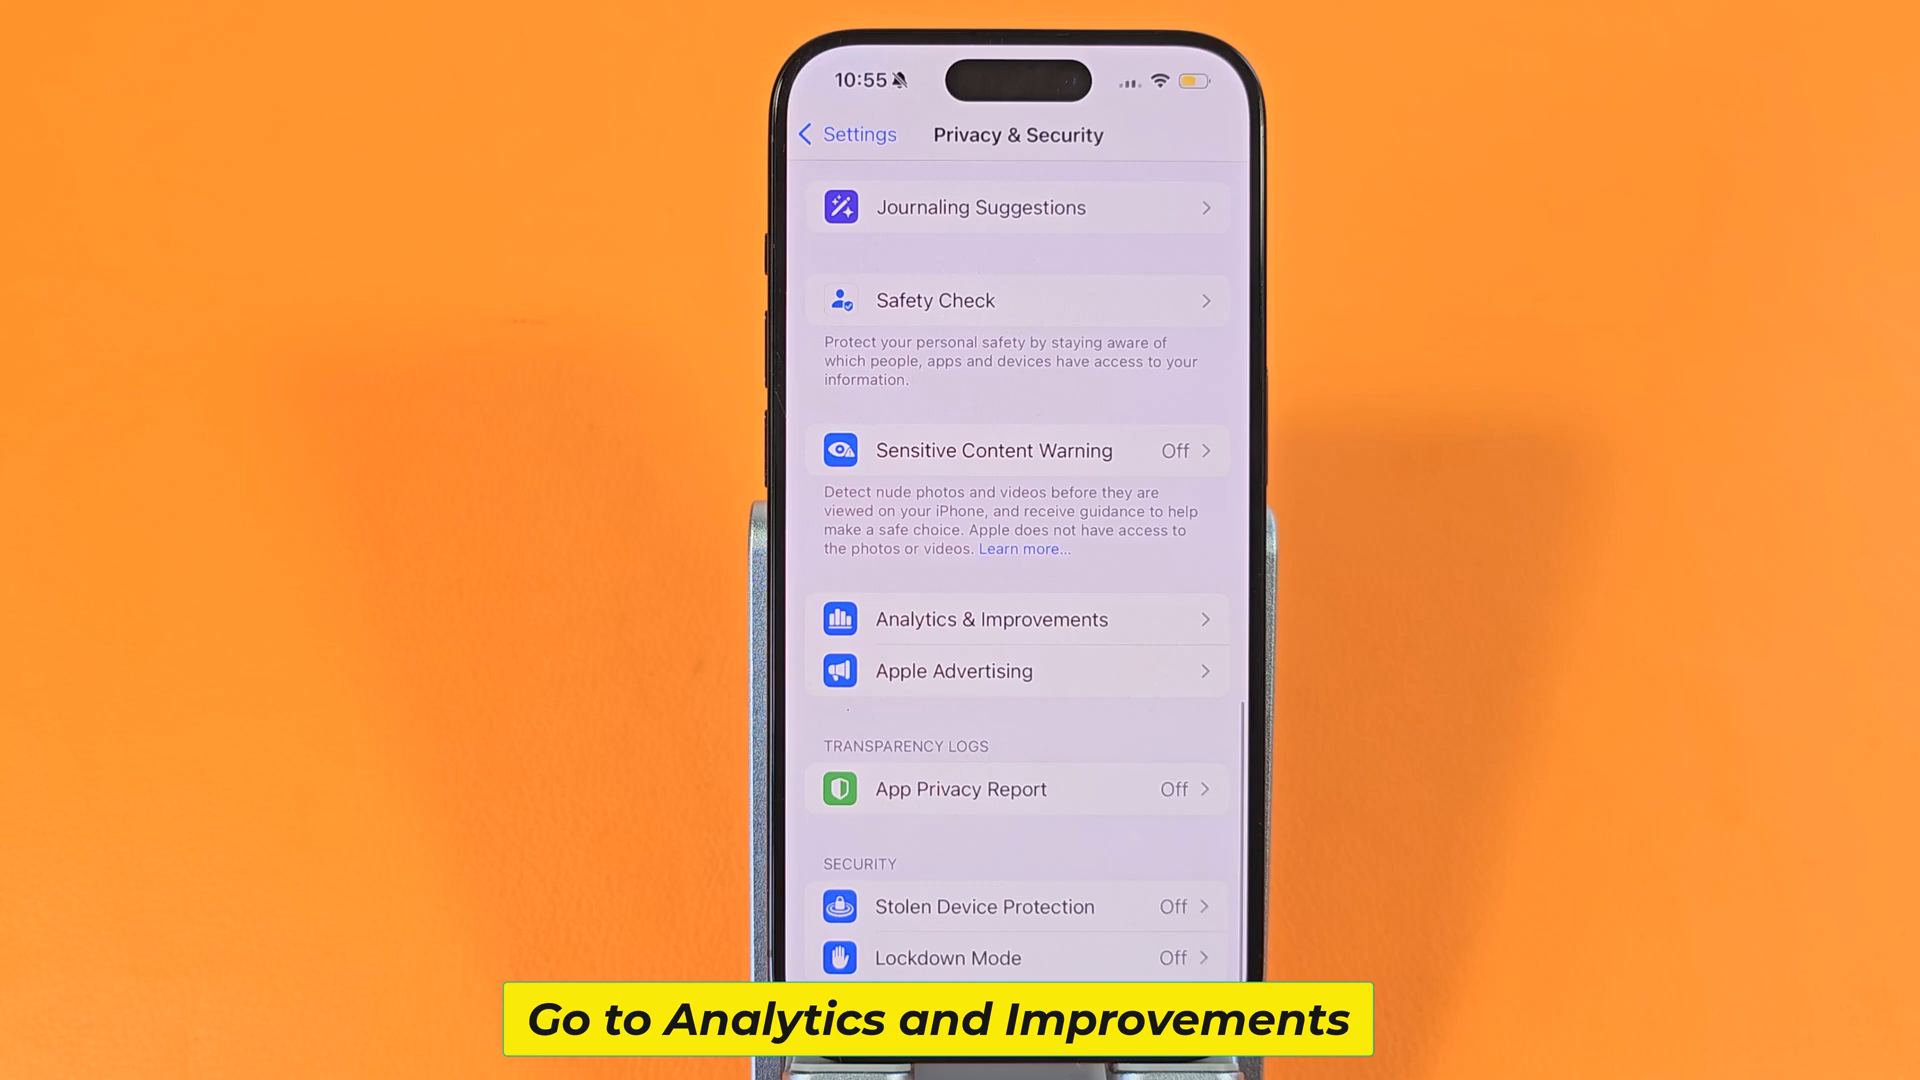 10:55
Settings
Privacy & Security
Journaling Suggestions
Safety Check
Protect your personal safety by staying aware of
which people, apps and devices have access to your
information.
Sensitive Content Warning Off
Detect nude photos and videos before they are
viewed on your iPhone, and receive guidance to help
make a safe choice. Apple does not have access to
the photos or videos. Learn more...
Analytics & Improvements
Apple Advertising
TRANSPARENCY LOGS
App Privacy Report Off
SECURITY
Stolen Device Protection Off
Lockdown Mode Off
Go to Analytics and Improvements